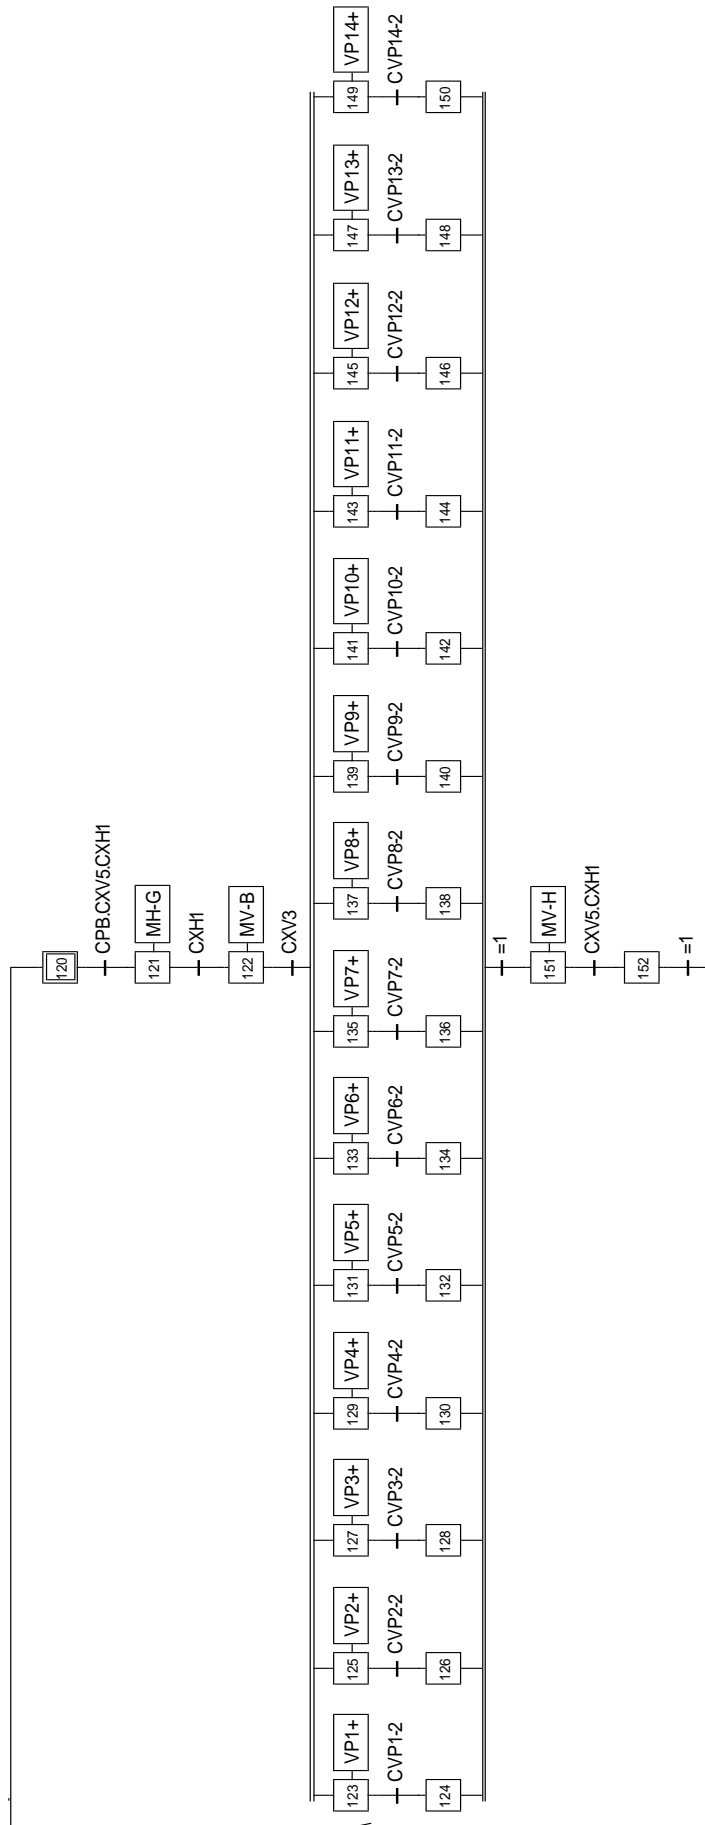 120
CPB.CXV5.CXH1
121
MH-G
CXH1
122
MV-B
CXV3
123
VP1+
125
VP2+
127
VP3+
129
VP4+
131
VP5+
133
VP6+
135
VP7+
137
VP8+
139
VP9+
141
VP10+
143
VP11+
145
VP12+
147
VP13+
149
VP14+
CVP1-2
CVP2-2
CVP3-2
CVP4-2
CVP5-2
CVP6-2
CVP7-2
CVP8-2
CVP9-2
CVP10-2
CVP11-2
CVP12-2
CVP13-2
CVP14-2
124
126
128
130
132
134
136
138
140
142
144
146
148
150
=1
151
MV-H
CXV5.CXH1
152
=1